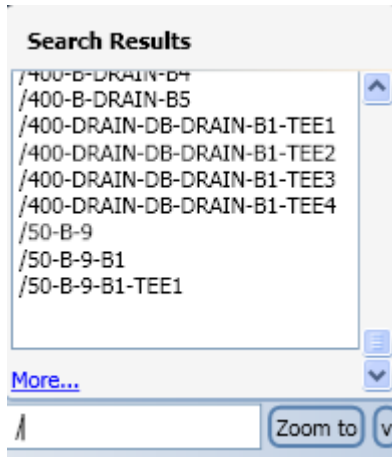 Search Results
/400-B-DRAIN-B4
/400-B-DRAIN-B5
/400-DRAIN-DB-DRAIN-B1-TEE1
/400-DRAIN-DB-DRAIN-B1-TEE2
/400-DRAIN-DB-DRAIN-B1-TEE3
/400-DRAIN-DB-DRAIN-B1-TEE4
/50-B-9
/50-B-9-B1
/50-B-9-B1-TEE1
More...
/
Zoom to